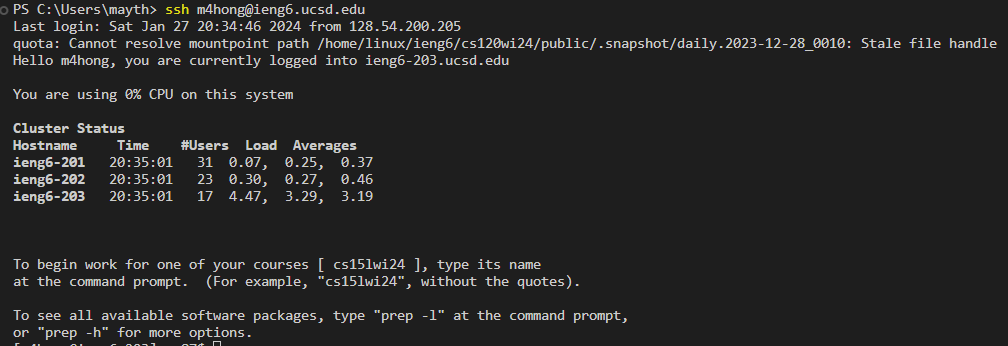 PS C:\Users\mayth> ssh m4hong@ieng6.ucsd.edu
Last login: Sat Jan 27 20:34:46 2024 from 128.54.200.205
quota: Cannot resolve mountpoint path /home/linux/ieng6/cs120wi24/public/.snapshot/daily.2023-12-28_0010: Stale file handle
Hello m4hong, you are currently logged into ieng6-203.ucsd.edu
You are using 0% CPU on this system
Cluster Status
Hostname Time #Users Load Averages
ieng6-201 20:35:01 31 0.07, 0.25, 0.37
ieng6-202 20:35:01 23 0.30, 0.27, 0.46
ieng6-203 20:35:01 17 4.47, 3.29, 3.19
To begin work for one of your courses [ cs15lwi24 ], type its name
at the command prompt. (For example, "cs15lwi24", without the quotes).
To see all available software packages, type "prep -l" at the command prompt,
or "prep -h" for more options.